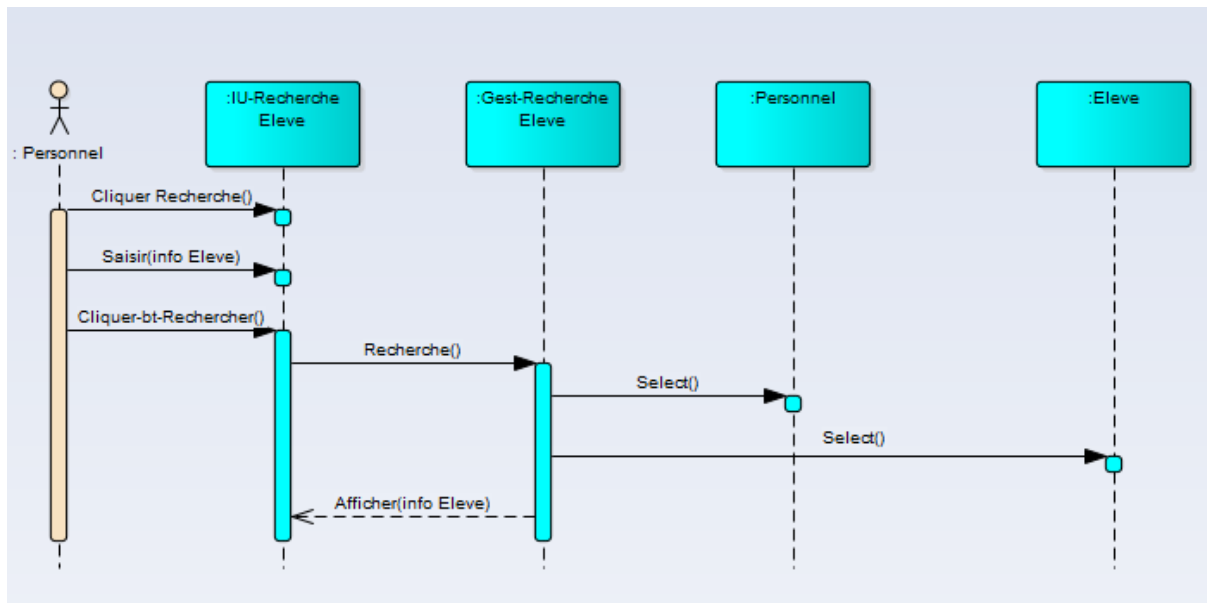 :IU-Recherche
Eleve
:Gest-Recherche
Eleve
:Personnel
:Eleve
: Personnel
Cliquer Recherche()
Saisir(info Eleve)
Cliquer-bt-Rechercher()
Recherche()
Select()
Select()
Afficher(info Eleve)